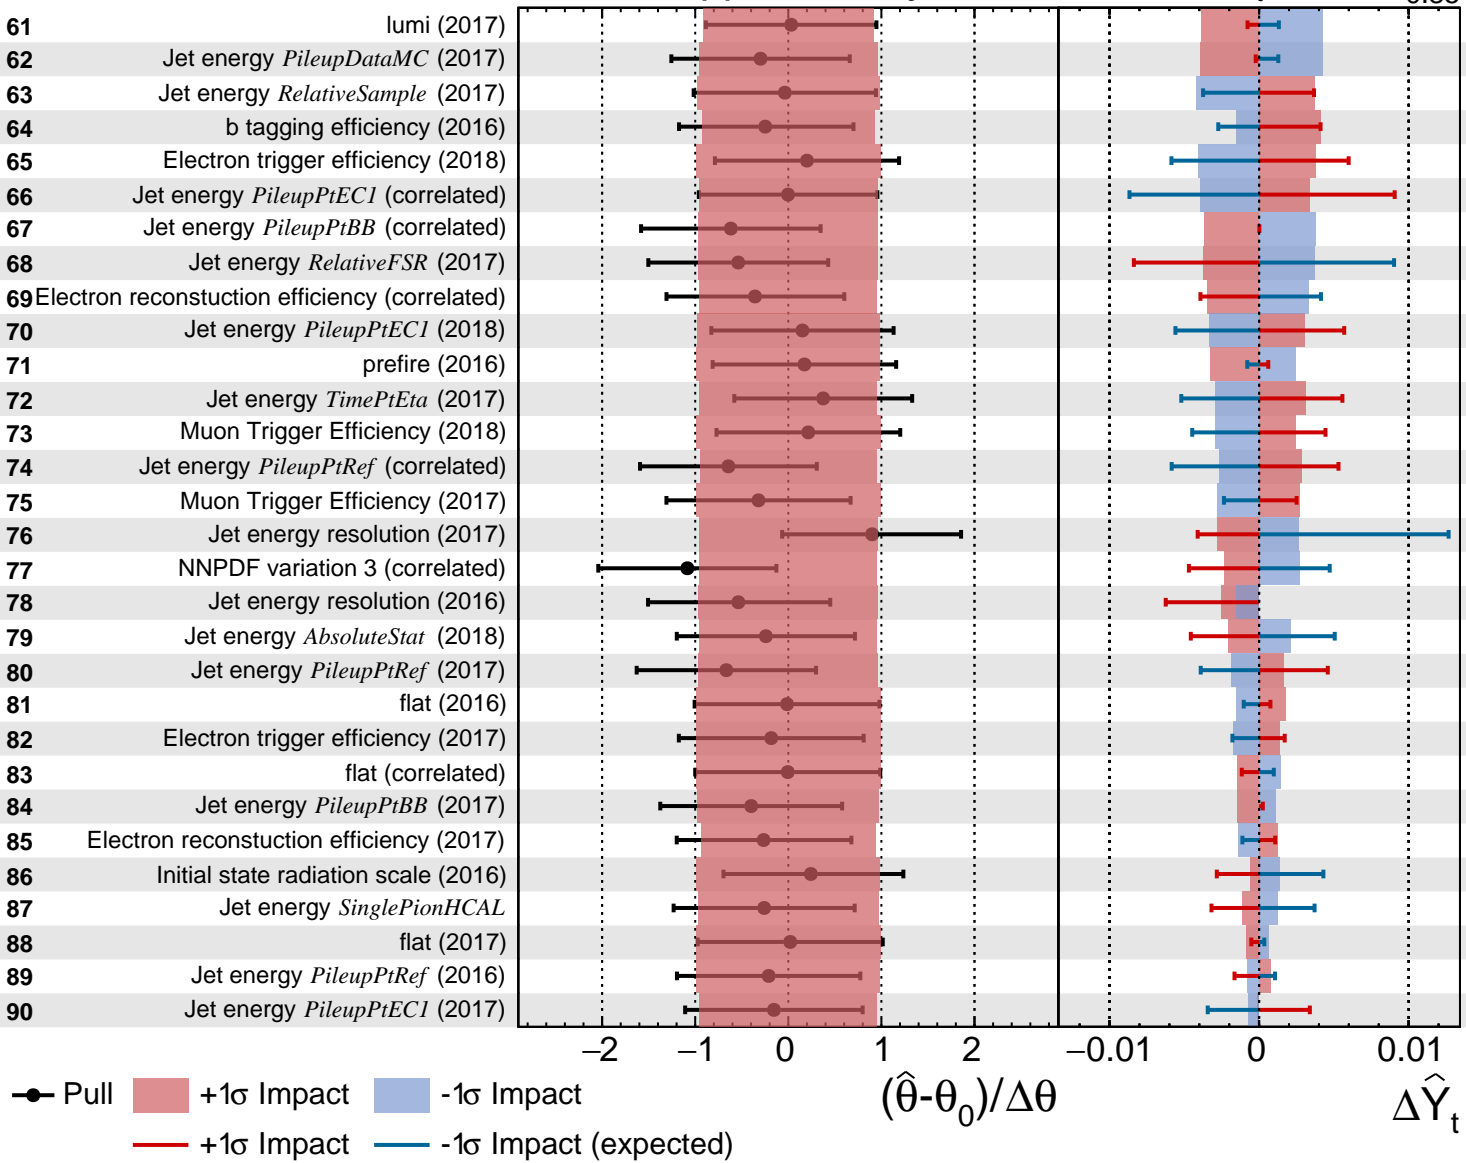 61 lumi (2017)
62 Jet energy PileupDataMC (2017)
63 Jet energy RelativeSample (2017)
64 b tagging efficiency (2016)
65 Electron trigger efficiency (2018)
66 Jet energy PileupPtEC1 (correlated)
67 Jet energy PileupPtBB (correlated)
68 Jet energy RelativeFSR (2017)
69 Electron reconstuction efficiency (correlated)
70 Jet energy PileupPtEC1 (2018)
71 prefire (2016)
72 Jet energy TimePtEta (2017)
73 Muon Trigger Efficiency (2018)
74 Jet energy PileupPtRef (correlated)
75 Muon Trigger Efficiency (2017)
76 Jet energy resolution (2017)
77 NNPDF variation 3 (correlated)
78 Jet energy resolution (2016)
79 Jet energy AbsoluteStat (2018)
80 Jet energy PileupPtRef (2017)
81 flat (2016)
82 Electron trigger efficiency (2017)
83 flat (correlated)
84 Jet energy PileupPtBB (2017)
85 Electron reconstuction efficiency (2017)
86 Initial state radiation scale (2016)
87 Jet energy SinglePionHCAL
88 flat (2017)
89 Jet energy PileupPtRef (2016)
90 Jet energy PileupPtEC1 (2017)
−2 −1 0 1 2 −0.01 0 0.01
Pull +1σ Impact -1σ Impact (θ̂-θ₀)/Δθ ΔŶₜ
+1σ Impact -1σ Impact (expected)